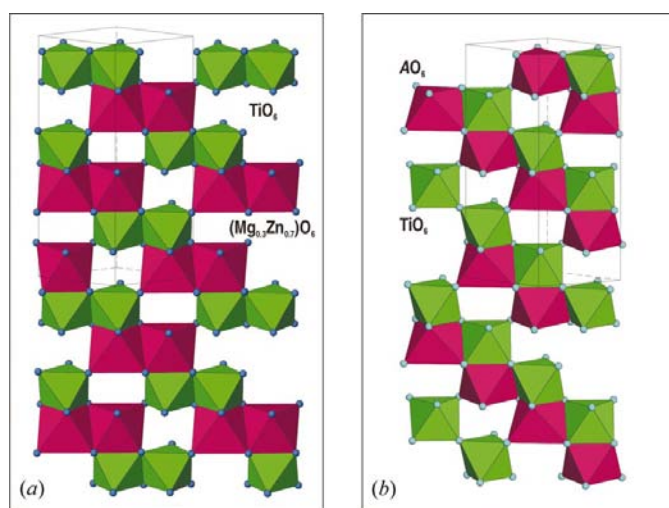 TiO₆
(Mg₀.₃Zn₀.₇)O₆
(a)
AO₆
TiO₆
(b)